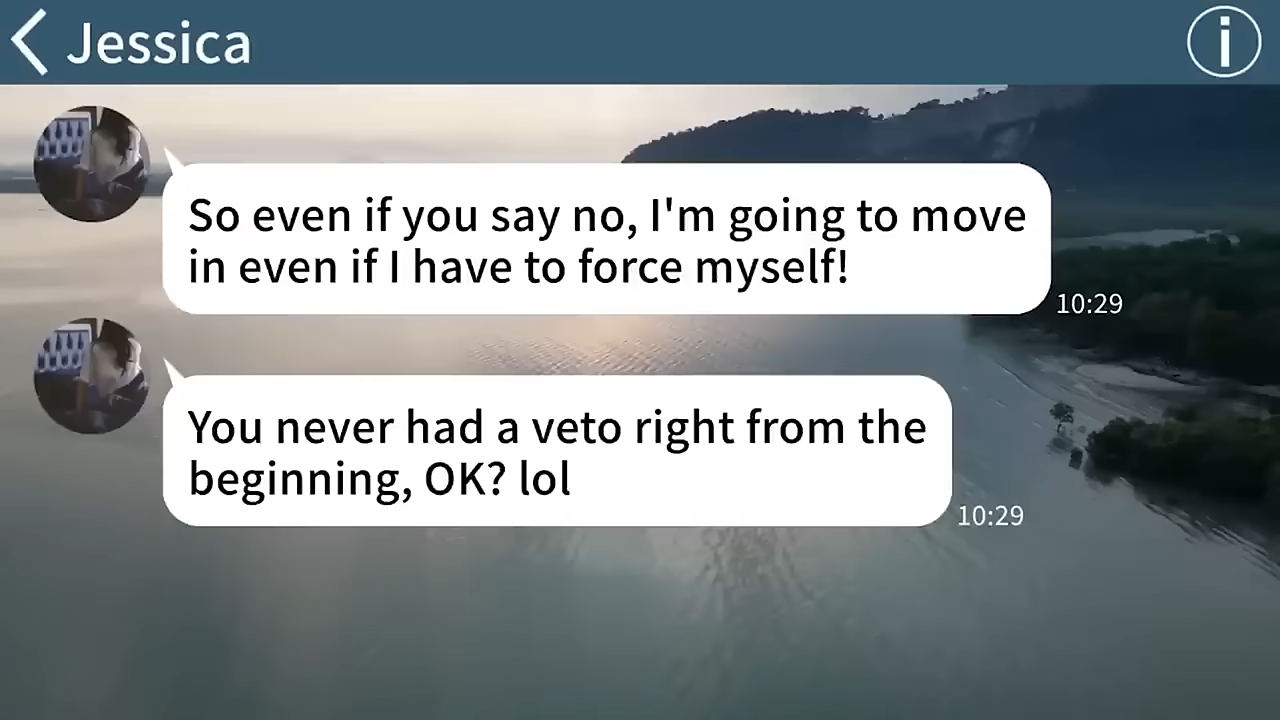 Jessica
So even if you say no, I'm going to move
in even if I have to force myself!
10:29
You never had a veto right from the
beginning, OK? lol
10:29